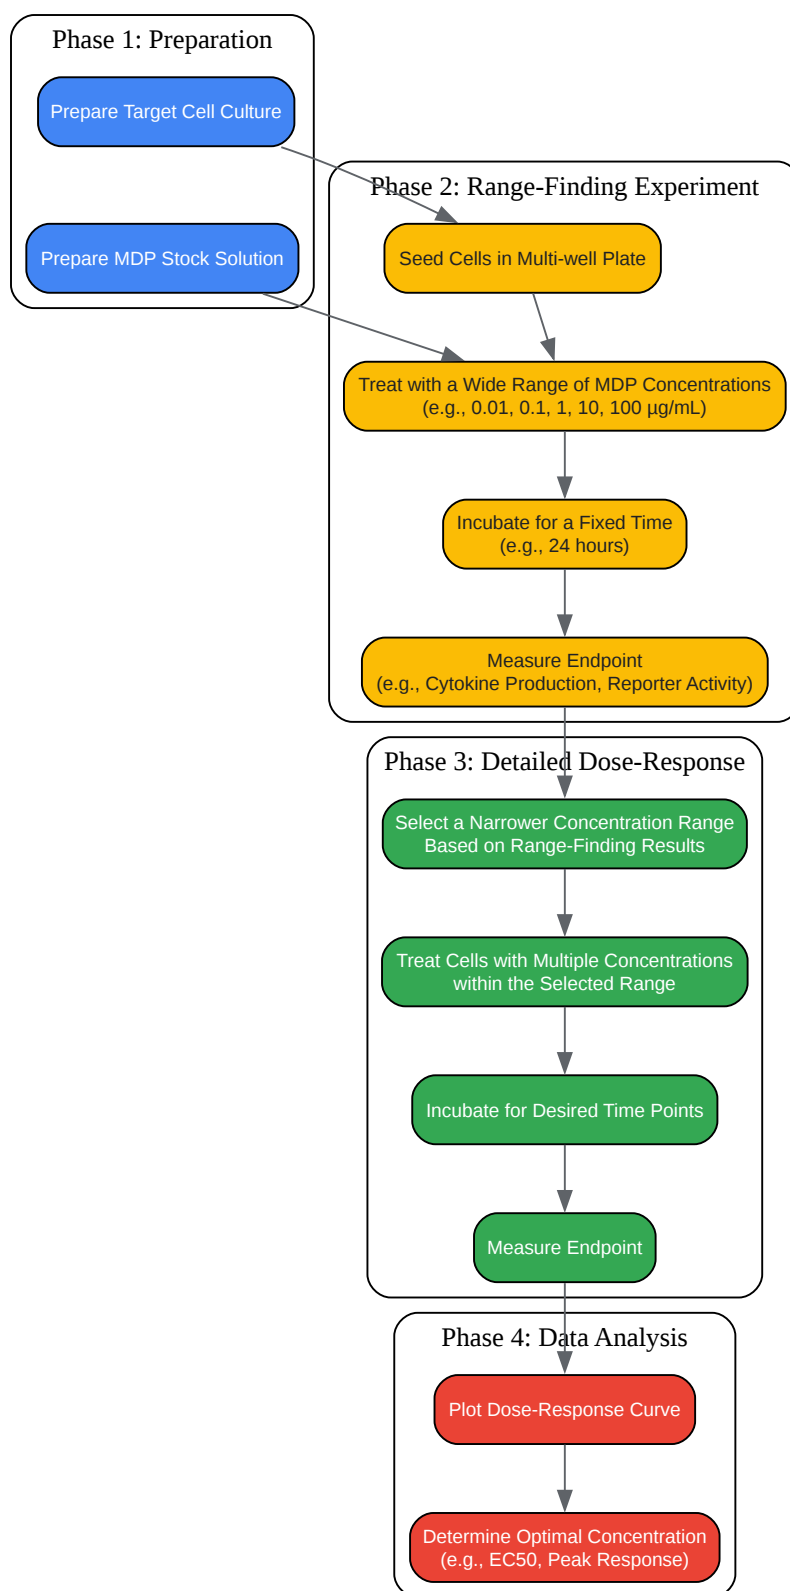 Phase 1: Preparation
Prepare Target Cell Culture
Prepare MDP Stock Solution
Phase 2: Range-Finding Experiment
Seed Cells in Multi-well Plate
Treat with a Wide Range of MDP Concentrations
(e.g., 0.01, 0.1, 1, 10, 100 µg/mL)
Incubate for a Fixed Time
(e.g., 24 hours)
Measure Endpoint
(e.g., Cytokine Production, Reporter Activity)
Phase 3: Detailed Dose-Response
Select a Narrower Concentration Range
Based on Range-Finding Results
Treat Cells with Multiple Concentrations
within the Selected Range
Incubate for Desired Time Points
Measure Endpoint
Phase 4: Data Analysis
Plot Dose-Response Curve
Determine Optimal Concentration
(e.g., EC50, Peak Response)